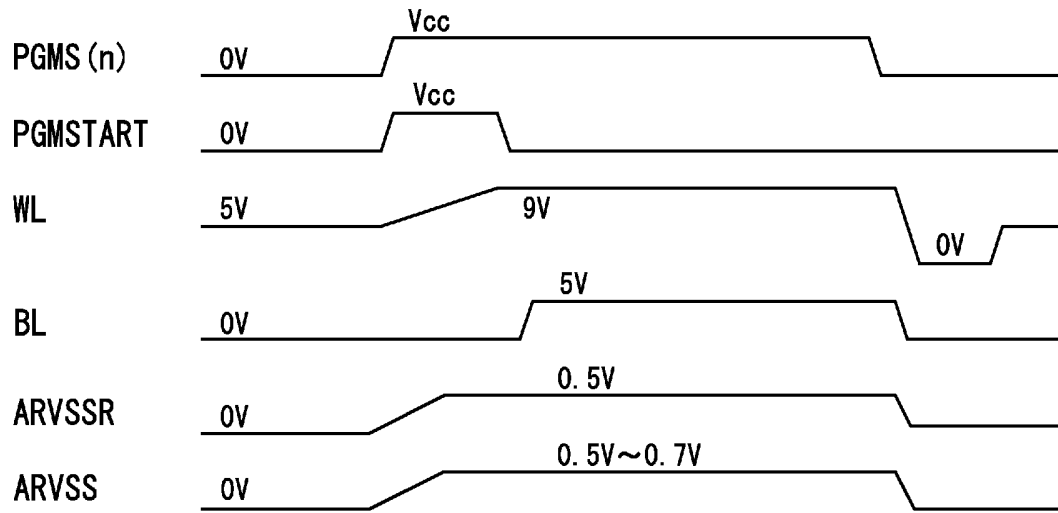 Vcc
PGMS(n) 0V
Vcc
PGMSTART 0V
WL 5V 9V 0V
5V
BL 0V
0.5V
ARVSSR 0V
0.5V～0.7V
ARVSS 0V